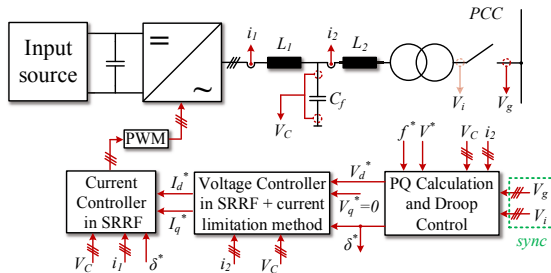 Input
source
=
~
i1
L1
i2
L2
PCC
Cf
VC
Vi
Vg
PWM
f* V* VC i2
Current
Controller
in SRRF
Id*
Iq*
Voltage Controller
in SRRF + current
limitation method
Vd*
Vq*=0
δ*
PQ Calculation
and Droop
Control
Vg
Vi
sync
VC i1 δ*
i2 VC